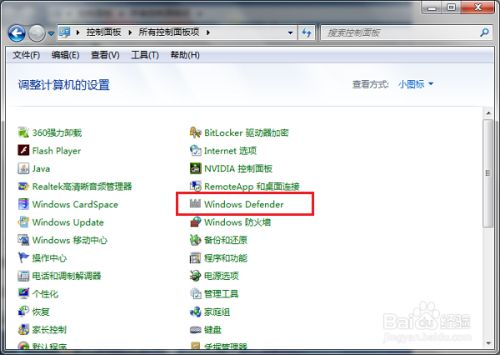 控制面板 ▸ 所有控制面板项 ▸ 搜索控制面板
文件(F) 编辑(E) 查看(V) 工具(T) 帮助(H)
调整计算机的设置 查看方式: 小图标
360强力卸载 BitLocker 驱动器加密
Flash Player Internet 选项
Java NVIDIA 控制面板
Realtek高清晰音频管理器 RemoteApp 和桌面连接
Windows CardSpace Windows Defender
Windows Update Windows 防火墙
Windows 移动中心 备份和还原
操作中心 程序和功能
电话和调制解调器 电源选项
个性化 管理工具
恢复 家庭组
家长控制 键盘
默认程序 凭据管理器
Baidu 经验
jingyan.baidu.com